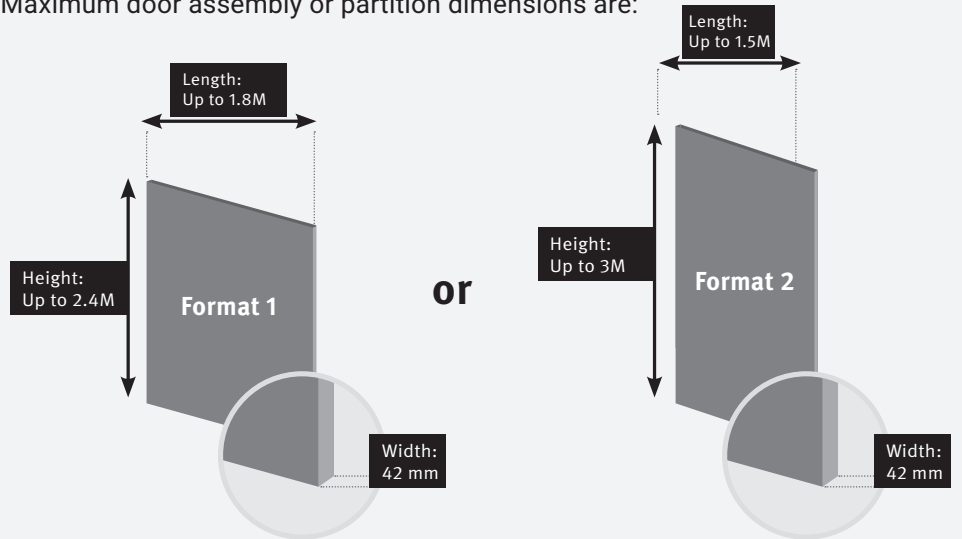 Maximum door assembly or partition dimensions are:
Length:
Up to 1.8M
Height:
Up to 2.4M
Format 1
Width:
42 mm
or
Length:
Up to 1.5M
Height:
Up to 3M
Format 2
Width:
42 mm